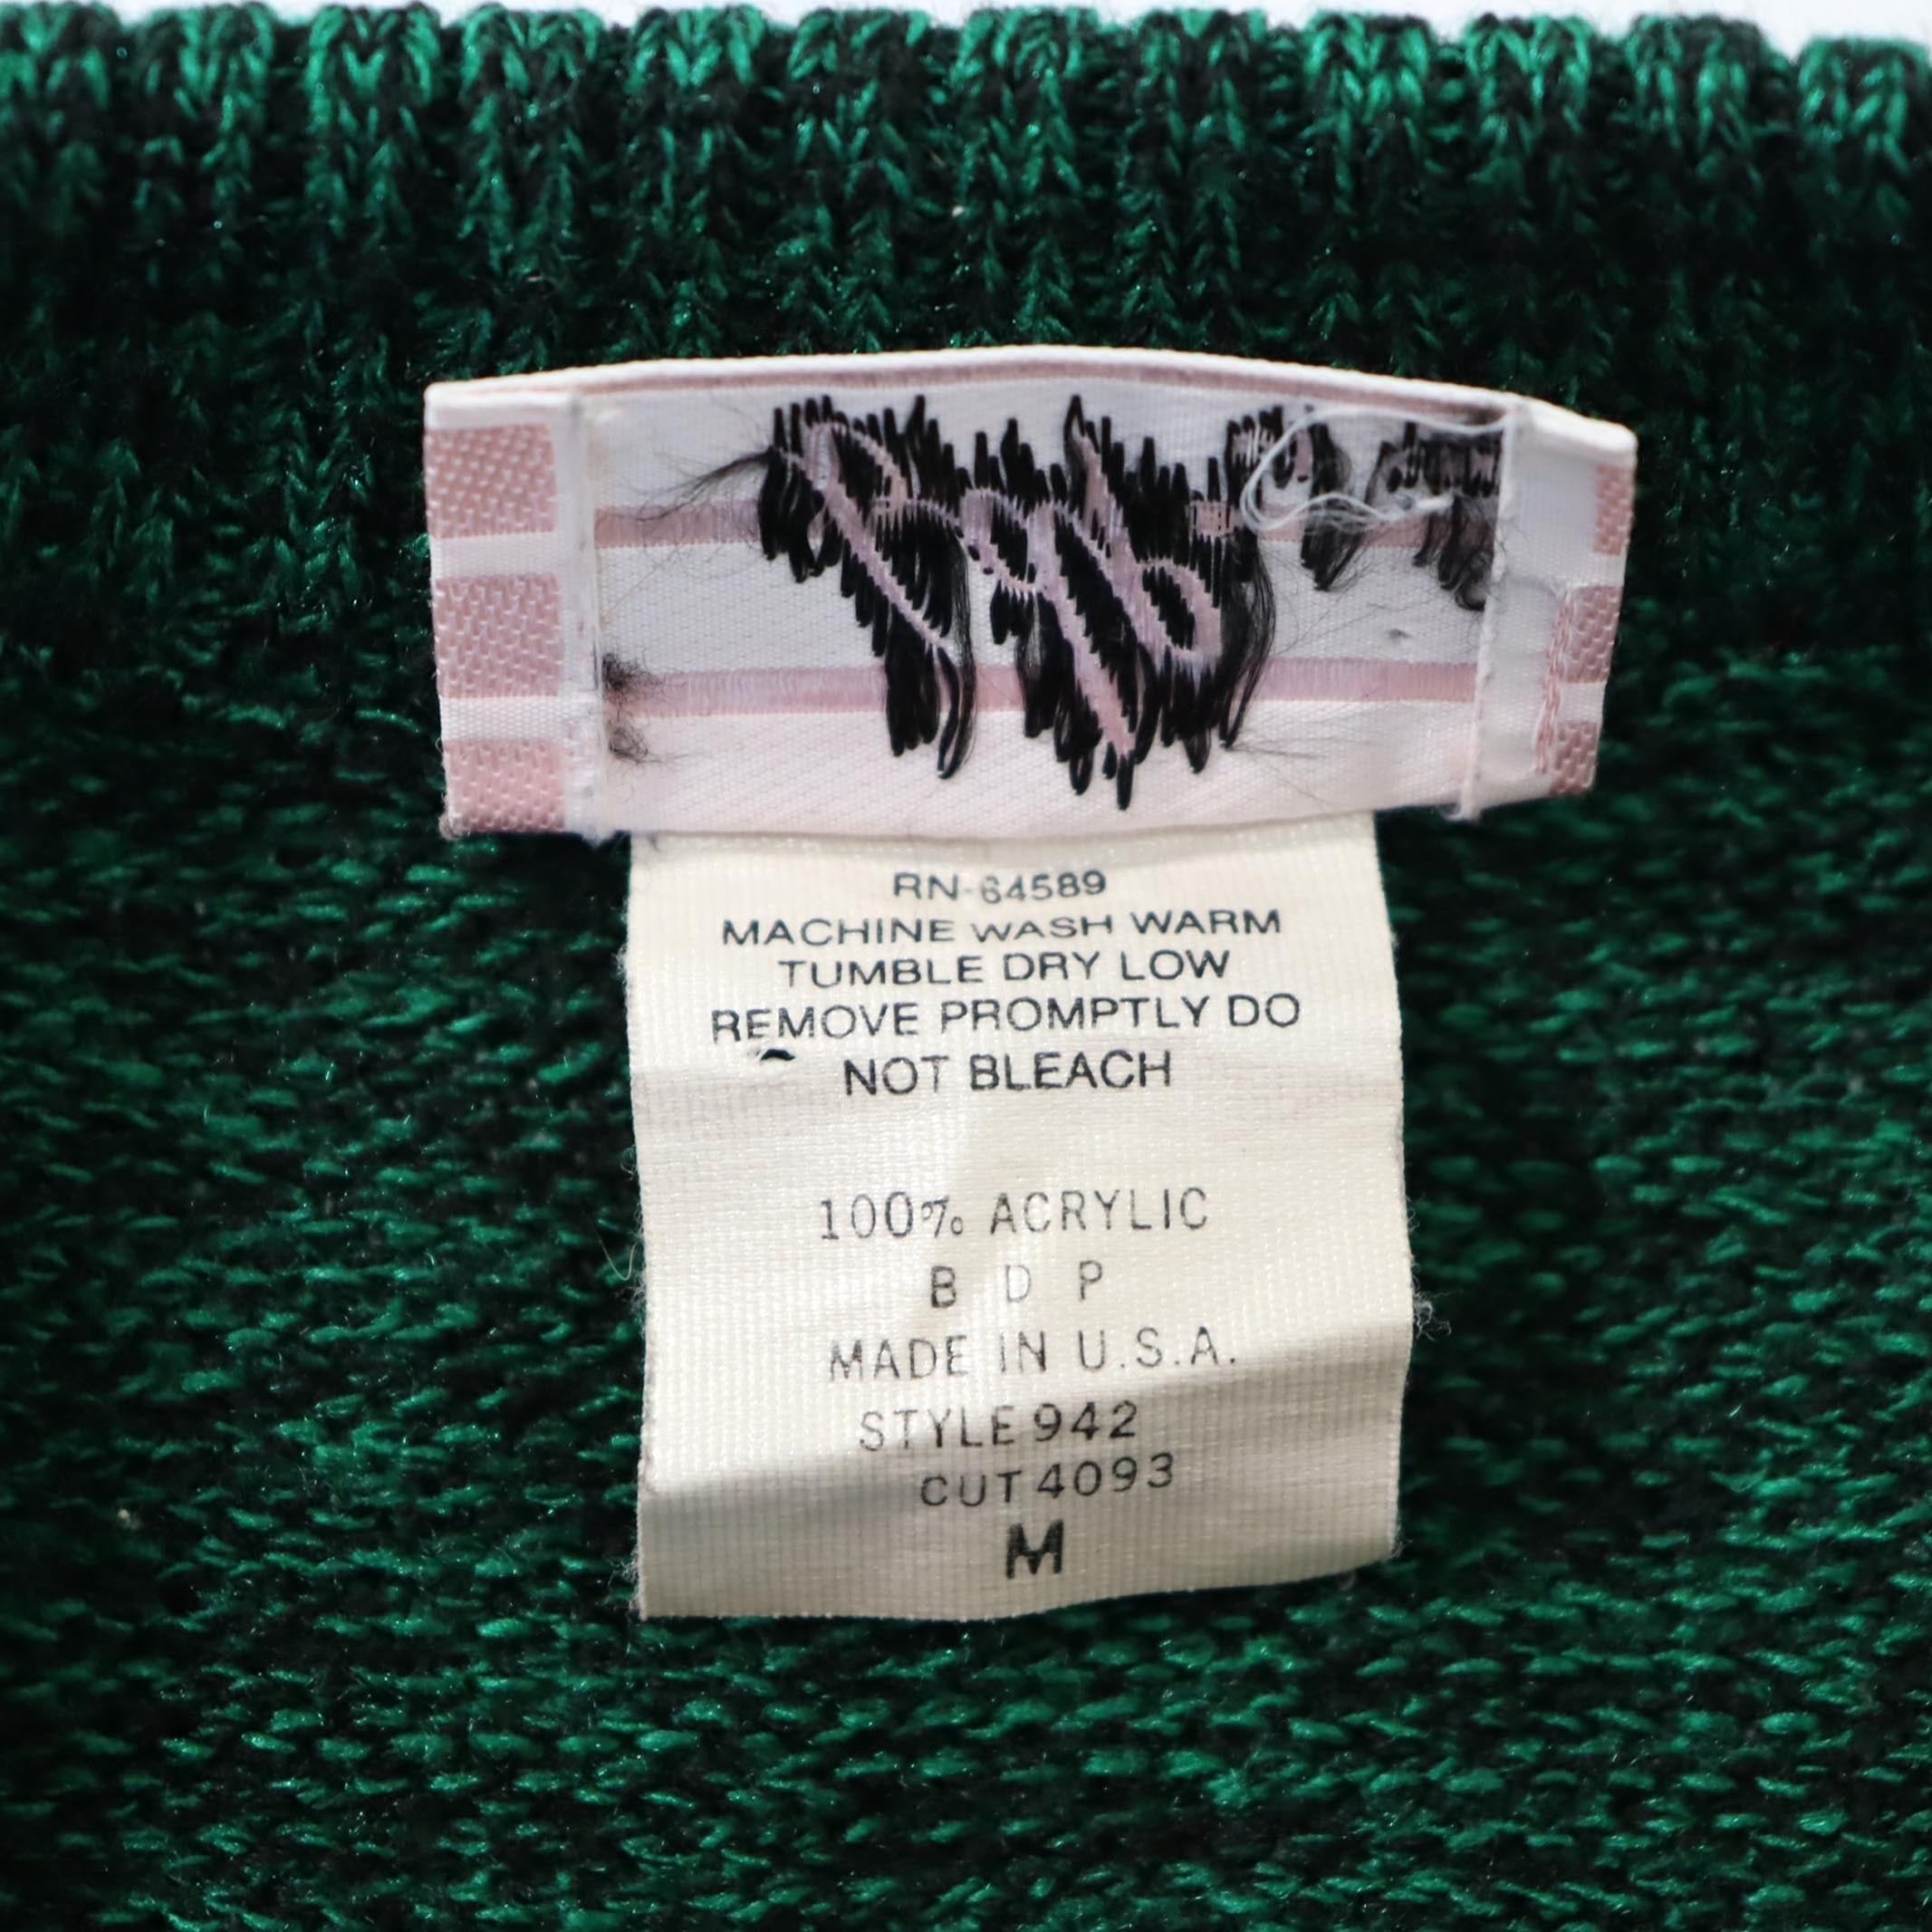 RN-64589
MACHINE WASH WARM
TUMBLE DRY LOW
REMOVE PROMPTLY DO
NOT BLEACH
100% ACRYLIC
B D P
MADE IN U.S.A.
STYLE 942
CUT 4093
M